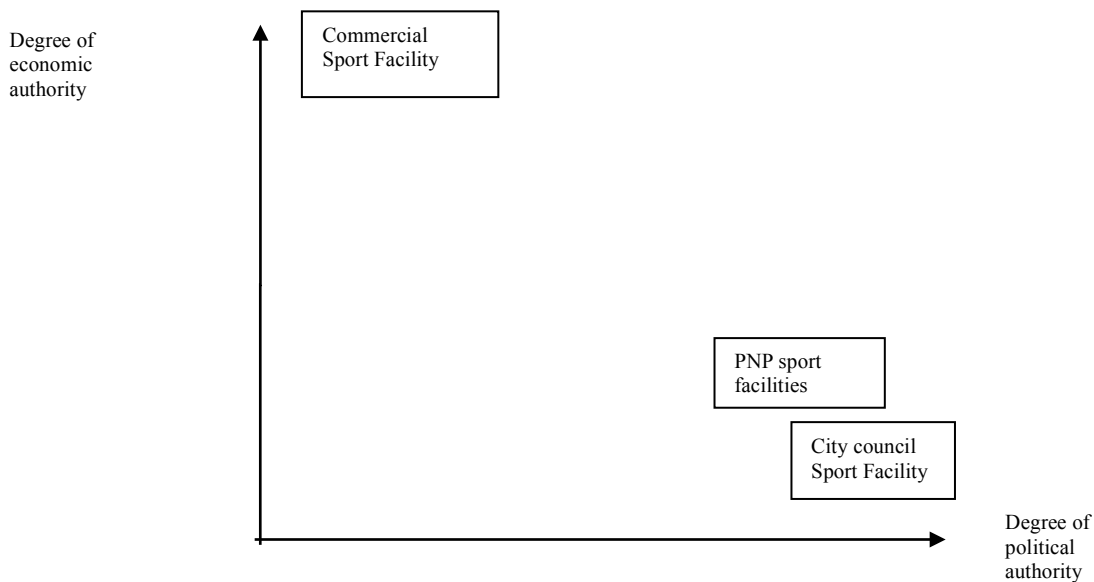 Degree of
economic
authority
Commercial
Sport Facility
PNP sport
facilities
City council
Sport Facility
Degree of
political
authority